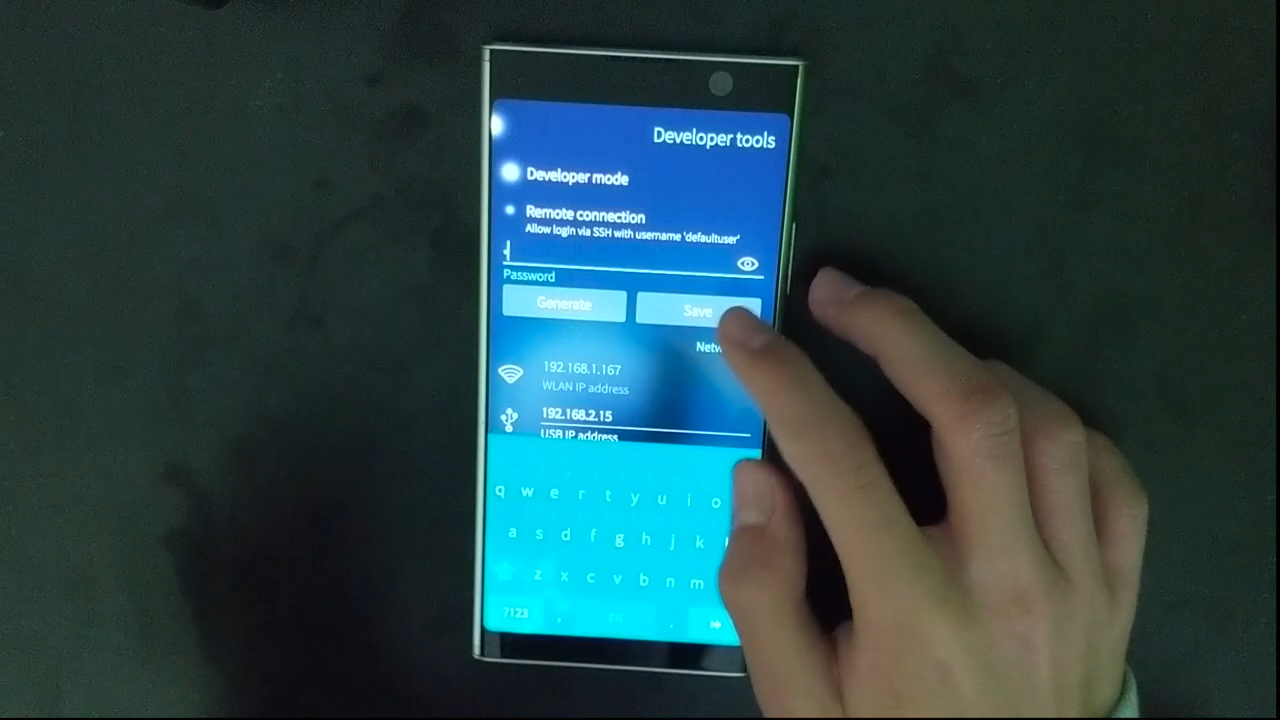 Developer tools
Developer mode
Remote connection
Allow login via SSH with username 'defaultuser'
Password
Generate Save
192.168.1.167
WLAN IP address
192.168.2.15
USB IP address
q w e r t y u i o
a s d f g h j k
z x c v b n m
?123 , EN .